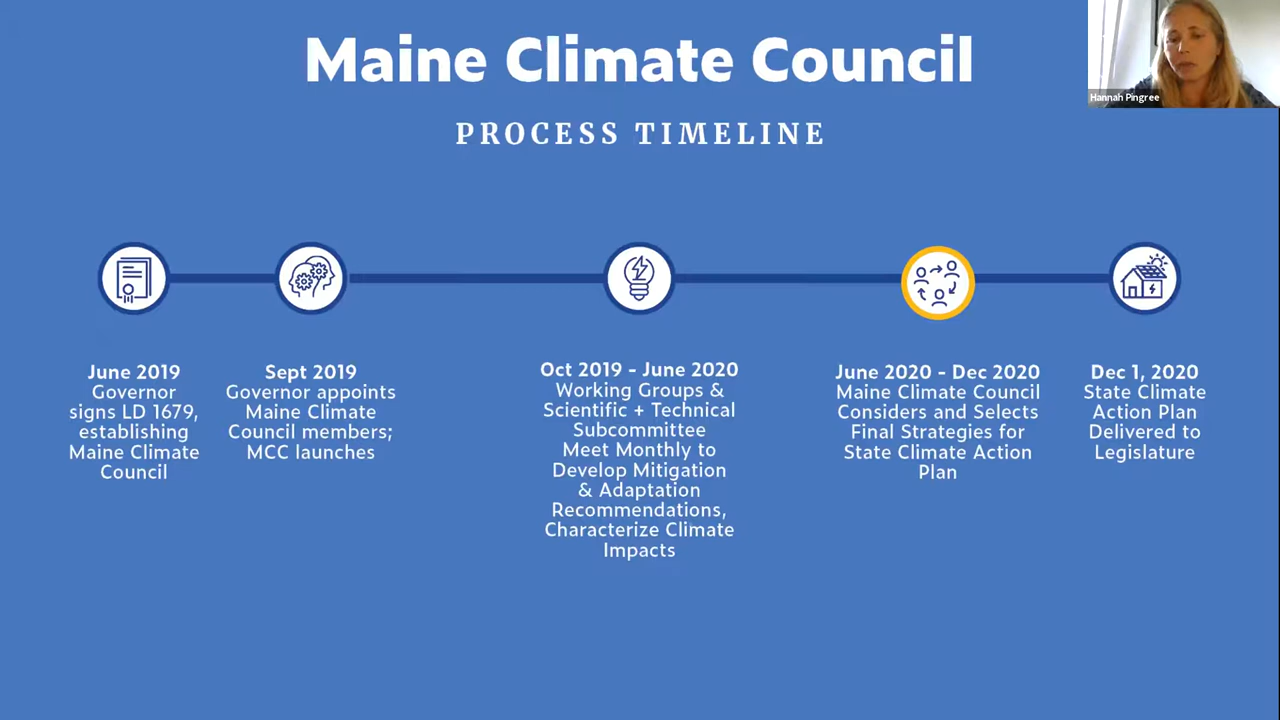 Maine Climate Council
PROCESS TIMELINE
Hannah Pingree
June 2019
Governor
signs LD 1679,
establishing
Maine Climate
Council
Sept 2019
Governor appoints
Maine Climate
Council members;
MCC launches
Oct 2019 - June 2020
Working Groups &
Scientific + Technical
Subcommittee
Meet Monthly to
Develop Mitigation
& Adaptation
Recommendations,
Characterize Climate
Impacts
June 2020 - Dec 2020
Maine Climate Council
Considers and Selects
Final Strategies for
State Climate Action
Plan
Dec 1, 2020
State Climate
Action Plan
Delivered to
Legislature